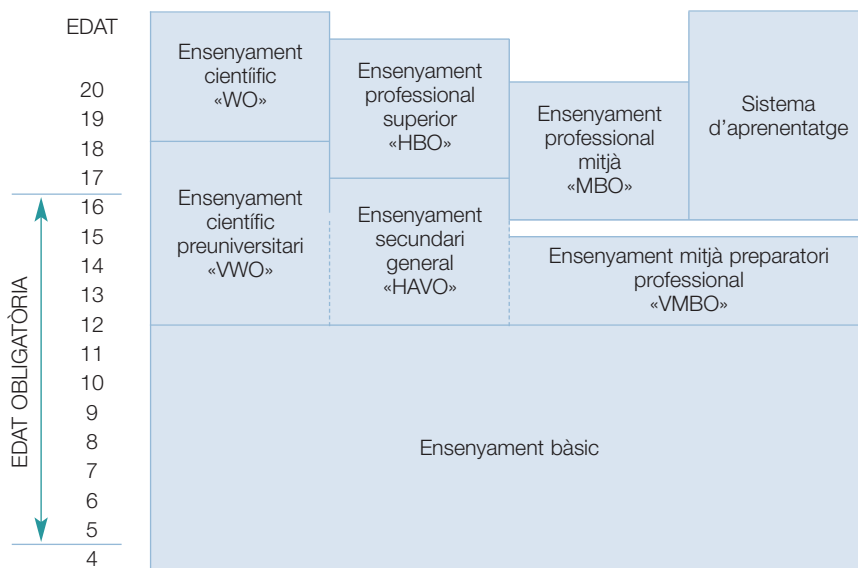 EDAT
20
19
18
17
16
15
14
13
12
11
10
9
8
7
6
5
4
EDAT OBLIGATÒRIA
Ensenyament
cientíific
«WO»
Ensenyament
professional
superior
«HBO»
Ensenyament
professional
mitjà
«MBO»
Sistema
d’aprenentatge
Ensenyament
científic
preuniversitari
«VWO»
Ensenyament
secundari
general
«HAVO»
Ensenyament mitjà preparatori
professional
«VMBO»
Ensenyament bàsic